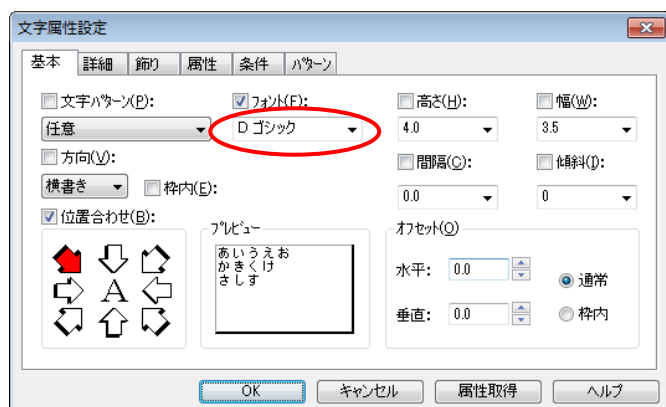 文字属性設定
基本 詳細 飾り 属性 条件 パターン
文字パターン(P): フォント(F): 高さ(H): 幅(W):
任意 D ゴシック 4.0 3.5
方向(V): 間隔(C): 傾斜(I):
横書き 枠内(E): 0.0 0
位置合わせ(B): プレビュー オフセット(O)
あいうえお
かきくけ
さしす
水平: 0.0 通常
A
垂直: 0.0 枠内
OK キャンセル 属性取得 ヘルプ